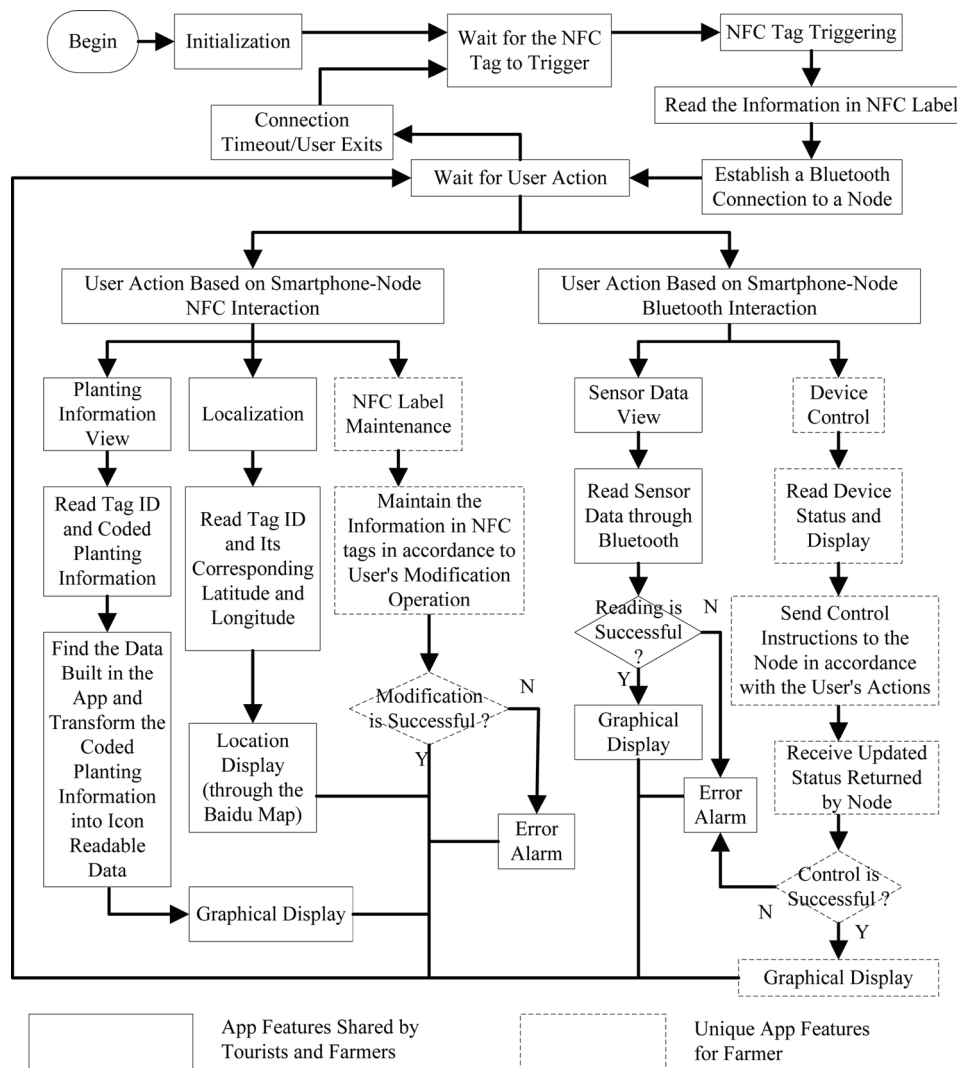 Begin
Initialization
Wait for the NFC
Tag to Trigger
NFC Tag Triggering
Read the Information in NFC Label
Connection
Timeout/User Exits
Wait for User Action
Establish a Bluetooth
Connection to a Node
User Action Based on Smartphone-Node
NFC Interaction
User Action Based on Smartphone-Node
Bluetooth Interaction
Planting
Information
View
Localization
NFC Label
Maintenance
Sensor Data
View
Device
Control
Read Tag ID
and Coded
Planting
Information
Read Tag ID
and Its
Corresponding
Latitude and
Longitude
Maintain the
Information in NFC
tags in accordance to
User's Modification
Operation
Read Sensor
Data through
Bluetooth
Read Device
Status and
Display
Reading is
Successful
?
N
Y
Send Control
Instructions to the
Node in accordance
with the User's Actions
Find the Data
Built in the
App and
Transform the
Coded
Planting
Information
into Icon
Readable
Data
Modification
is Successful ?
N
Y
Graphical
Display
Location
Display
(through the
Baidu Map)
Receive Updated
Status Returned
by Node
Error
Alarm
Error
Alarm
Control is
Successful ?
N
Y
Graphical Display
Graphical Display
App Features Shared by
Tourists and Farmers
Unique App Features
for Farmer